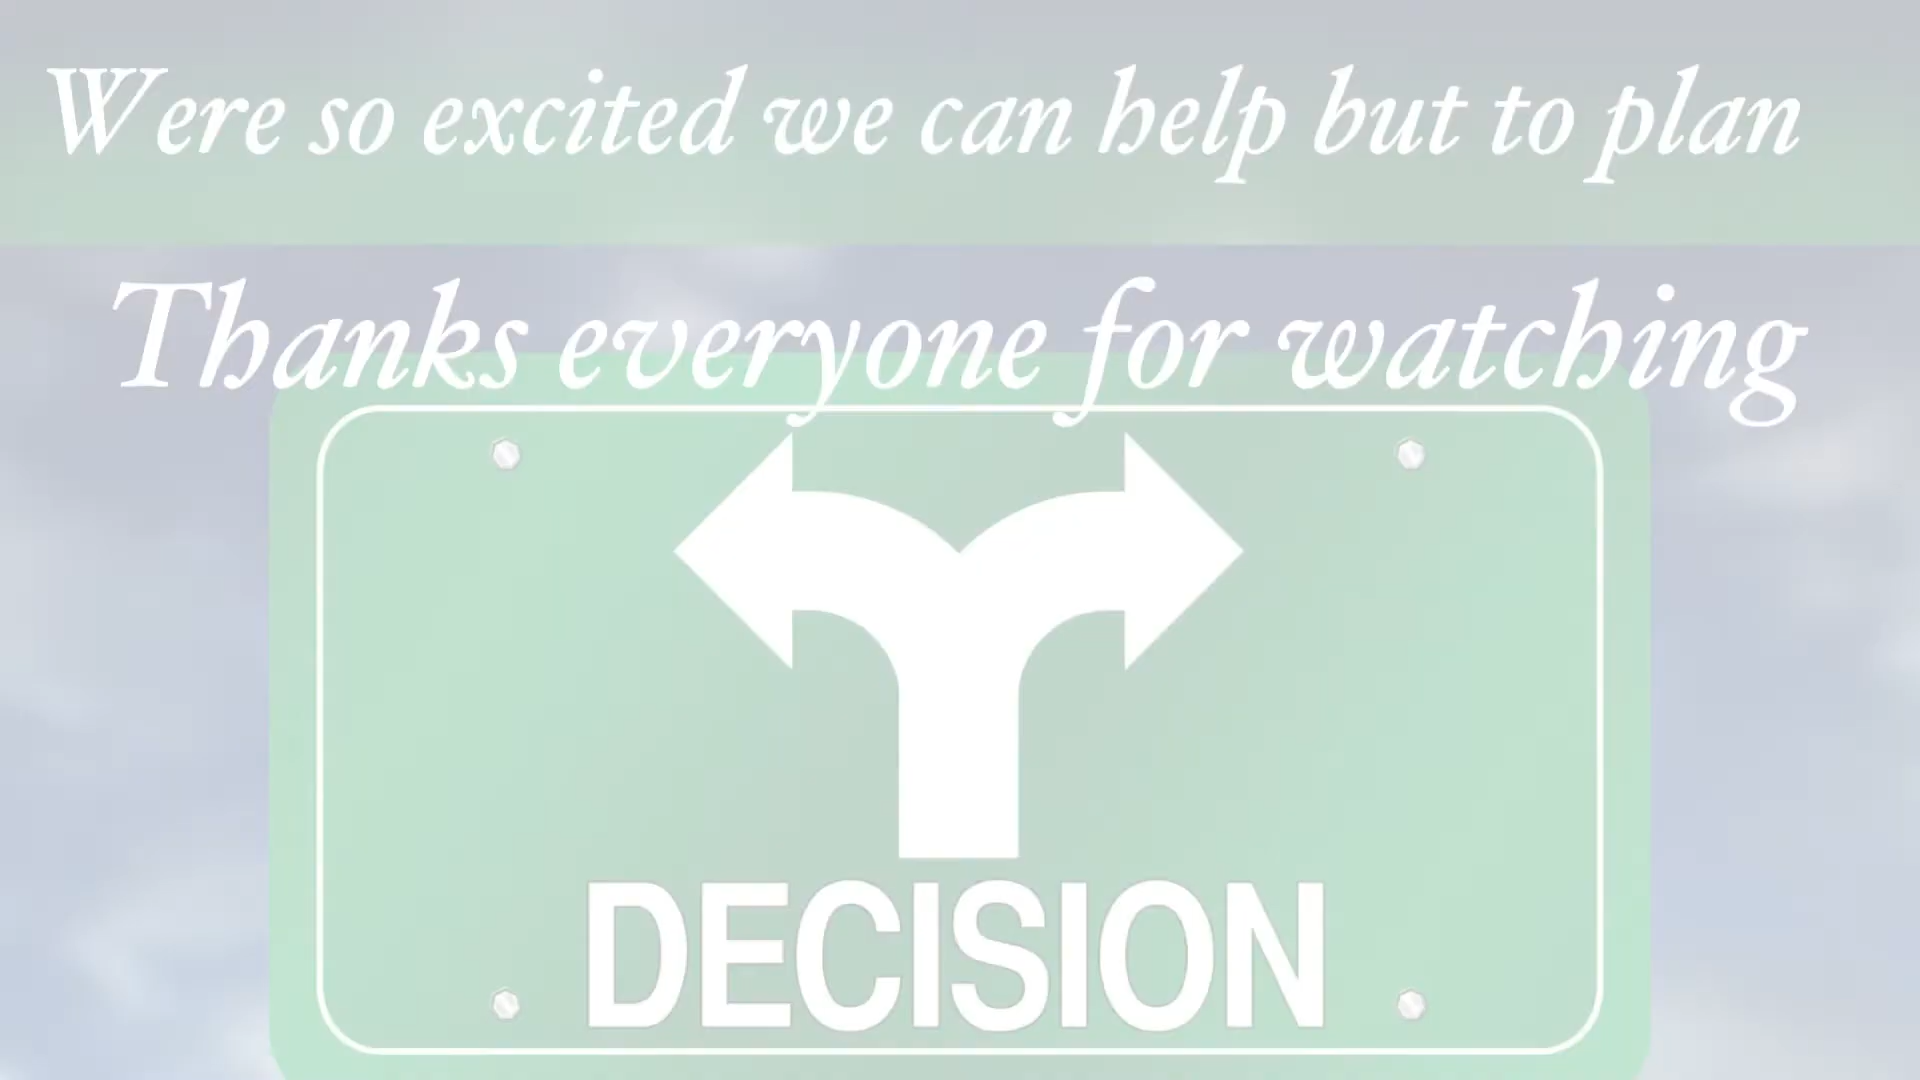 Were so excited we can help but to plan
Thanks everyone for watching
DECISION